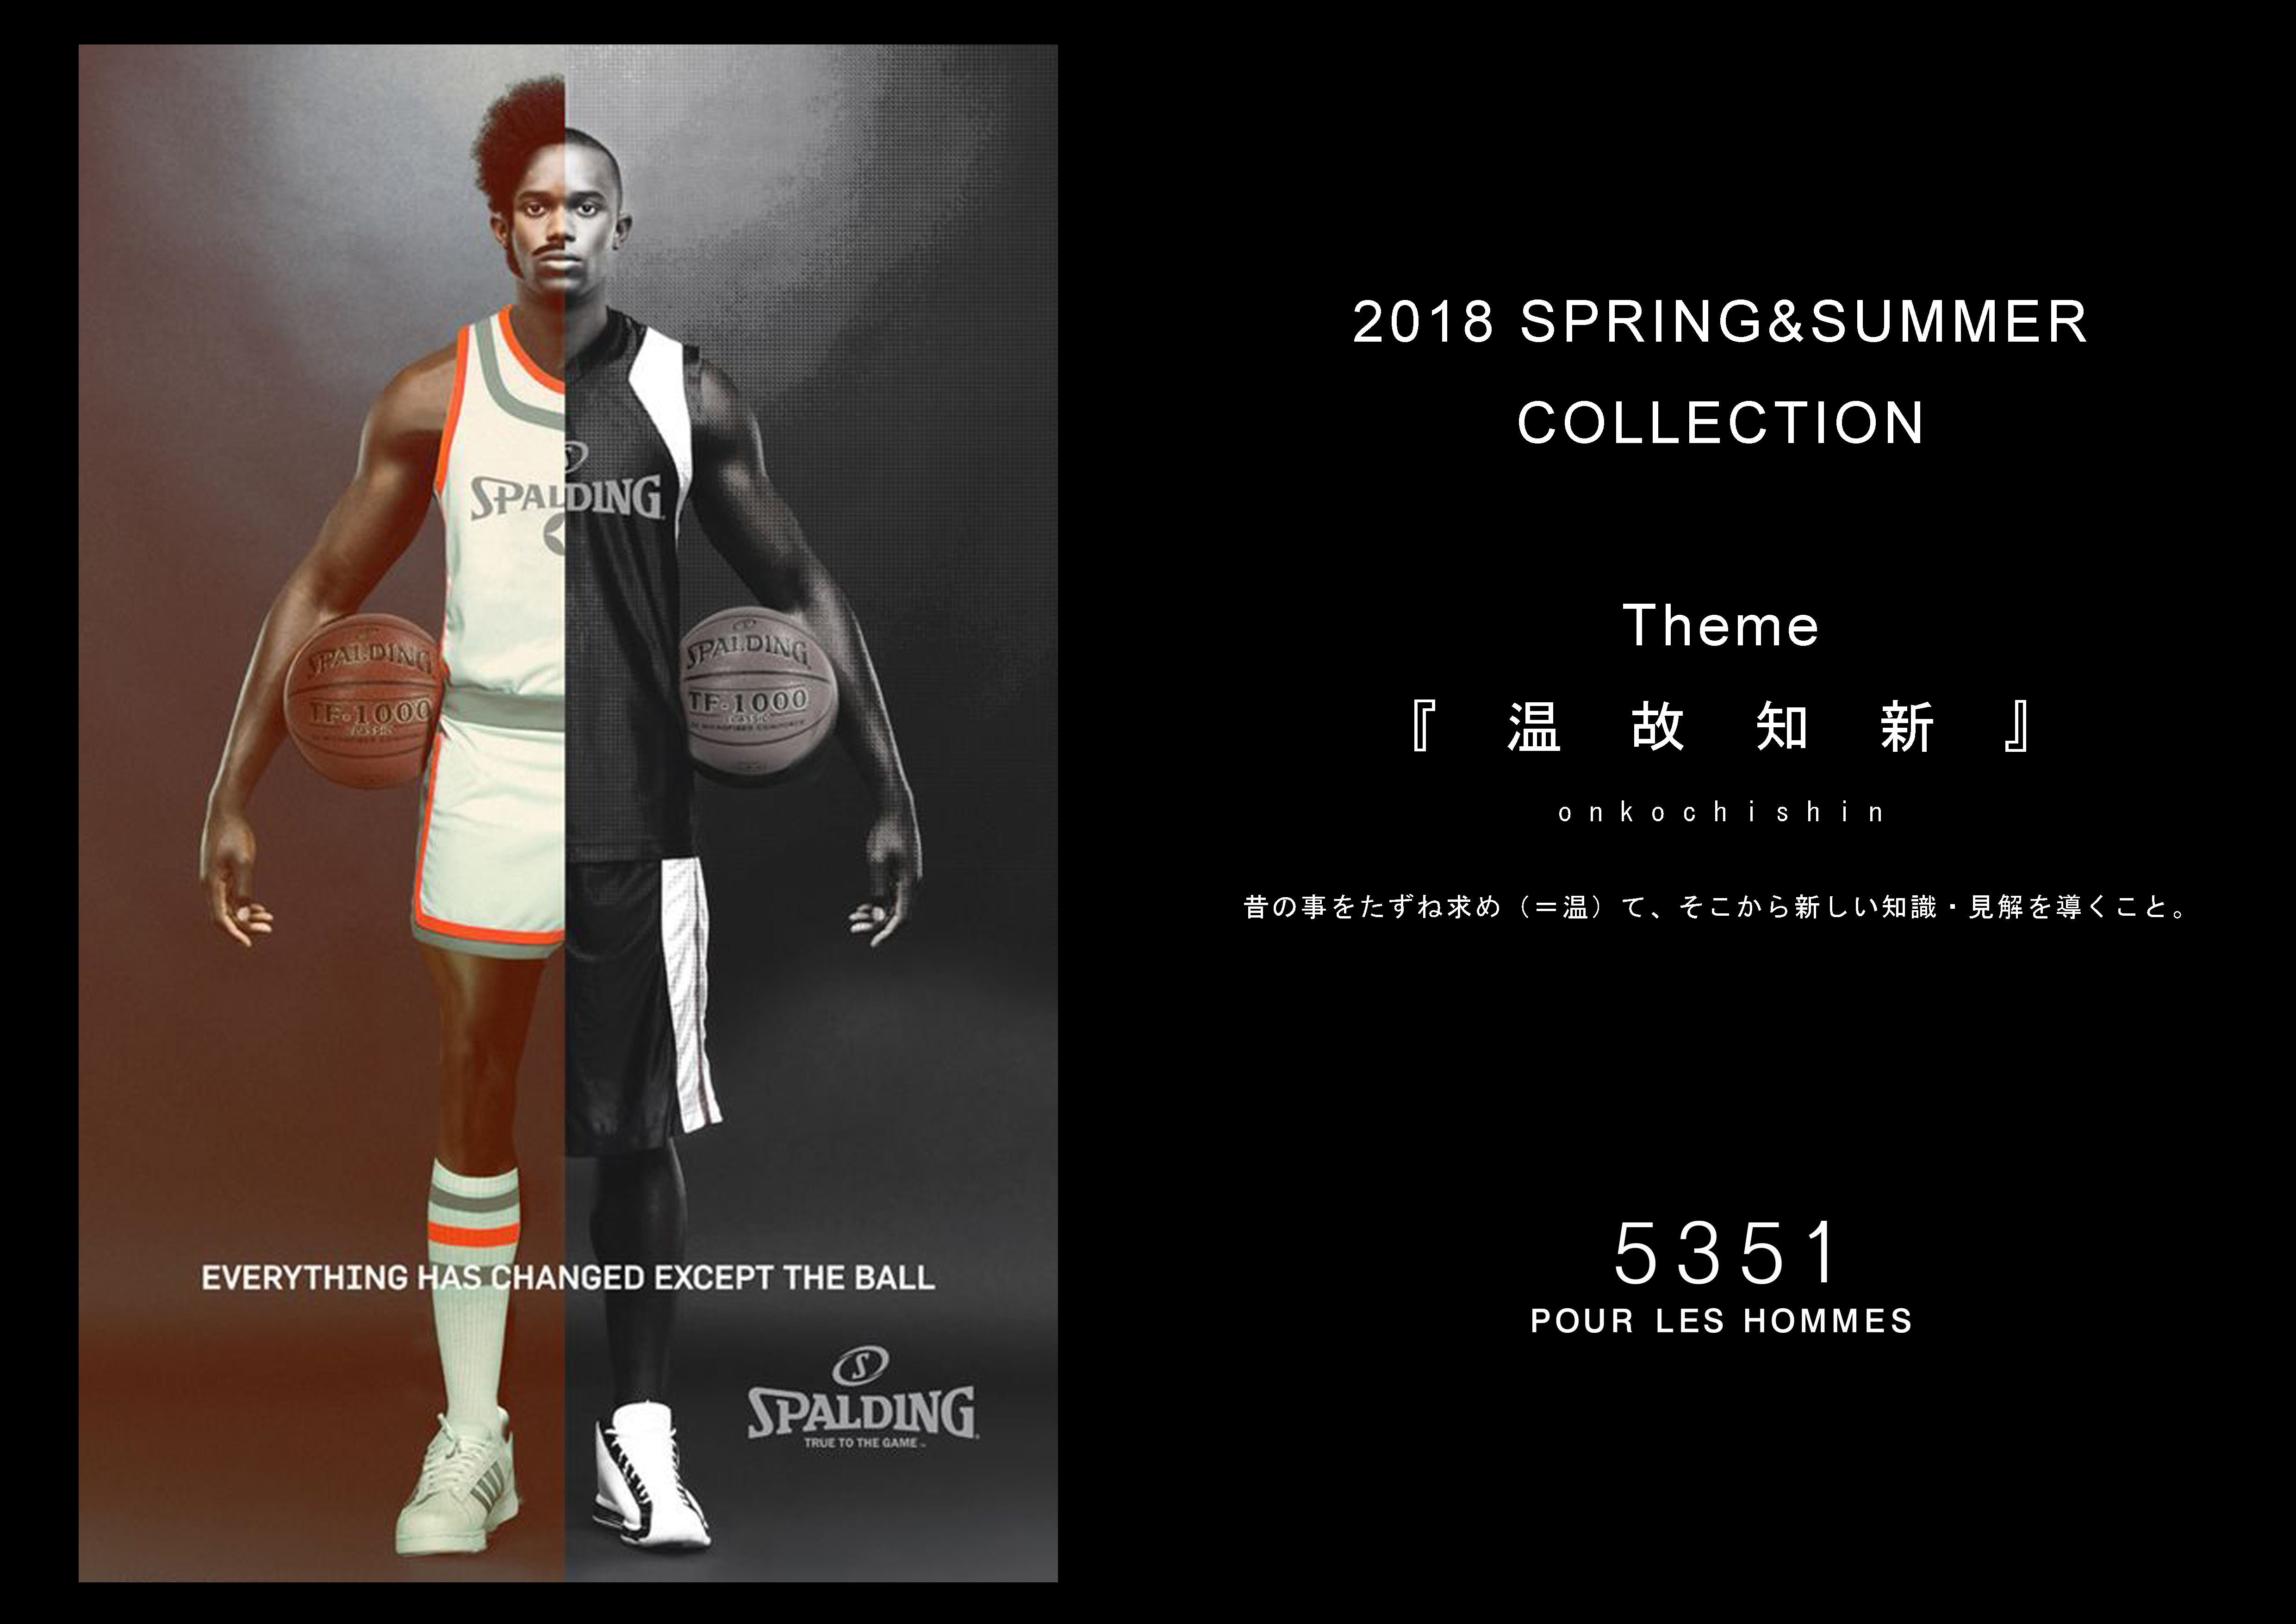 SPALDING
SPALDING
TF-1000
CLASSIC
SPALDING
TF-1000
CLASSIC
EVERYTHING HAS CHANGED EXCEPT THE BALL
SPALDING
TRUE TO THE GAME
2018 SPRING&SUMMER
COLLECTION
Theme
『温故知新』
onkochishin
昔の事をたずね求め（＝温）て、そこから新しい知識・見解を導くこと。
5351
POUR LES HOMMES